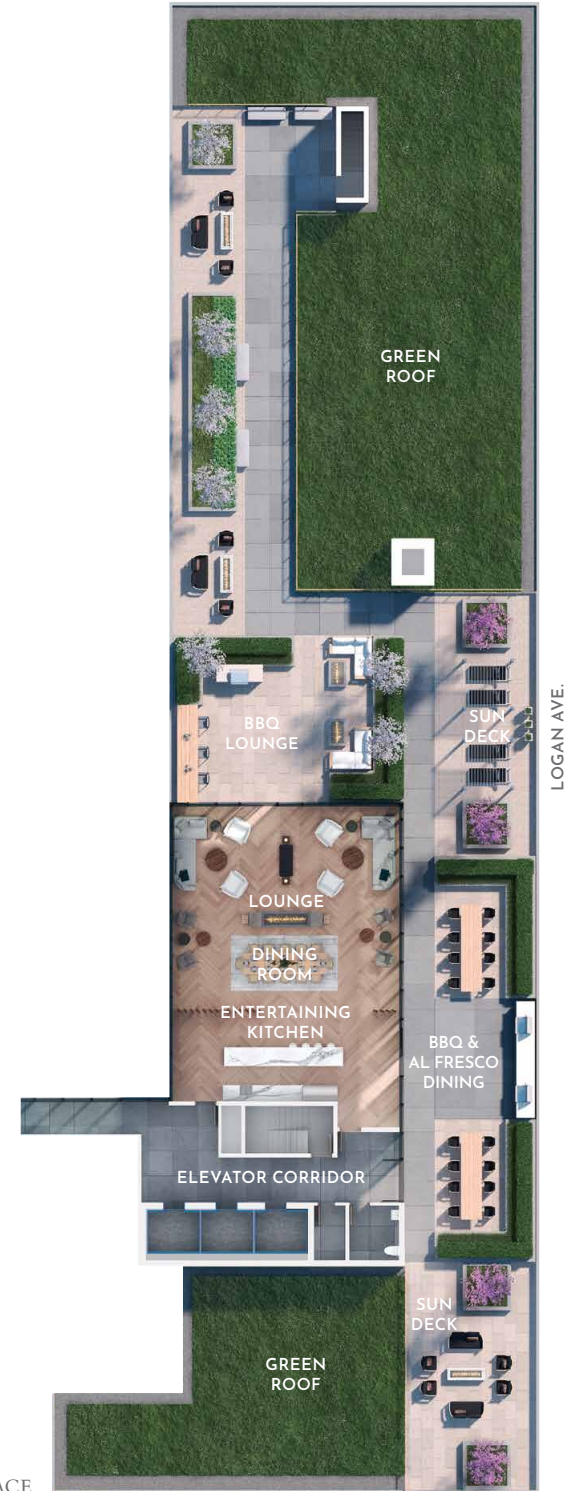 GREEN
ROOF
LOGAN AVE.
SUN
DECK
BBQ
LOUNGE
LOUNGE
DINING
ROOM
ENTERTAINING
KITCHEN
BBQ &
AL FRESCO
DINING
ELEVATOR CORRIDOR
SUN
DECK
GREEN
ROOF